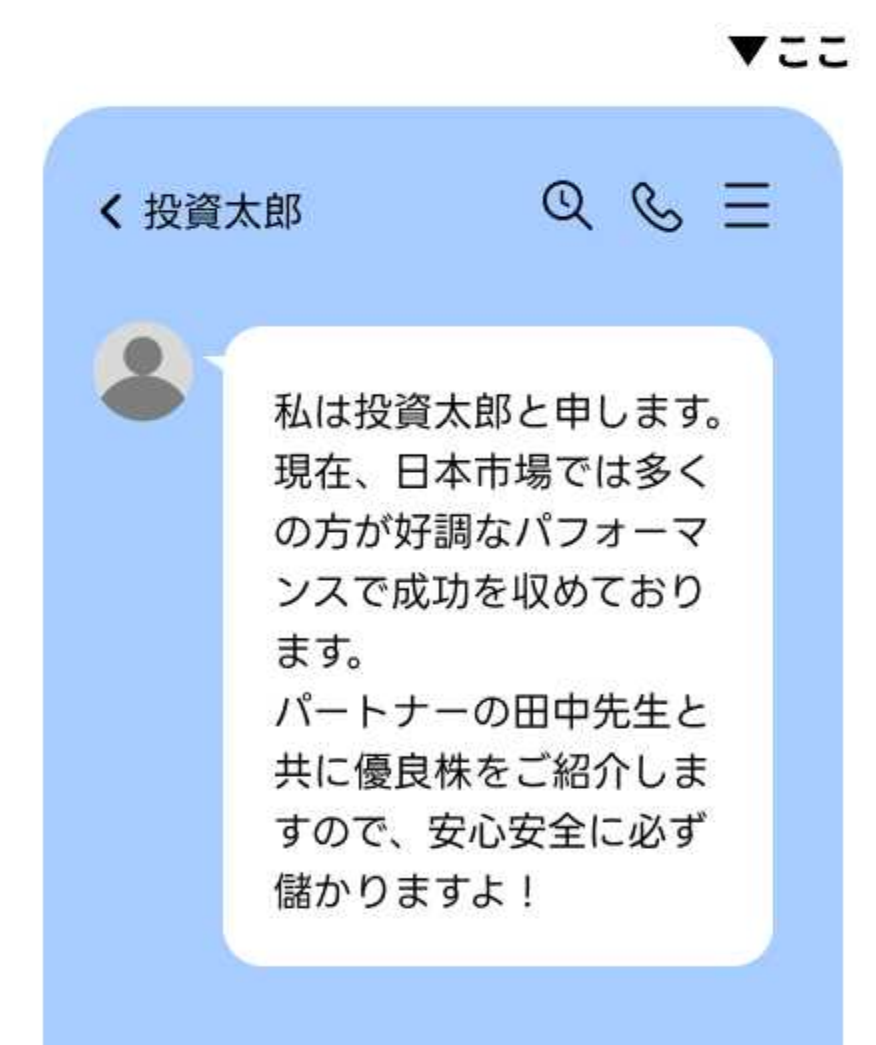 ▼ここ
投資太郎
私は投資太郎と申します。
現在、日本市場では多く
の方が好調なパフォーマ
ンスで成功を収めており
ます。
パートナーの田中先生と
共に優良株をご紹介しま
すので、安心安全に必ず
儲かりますよ！